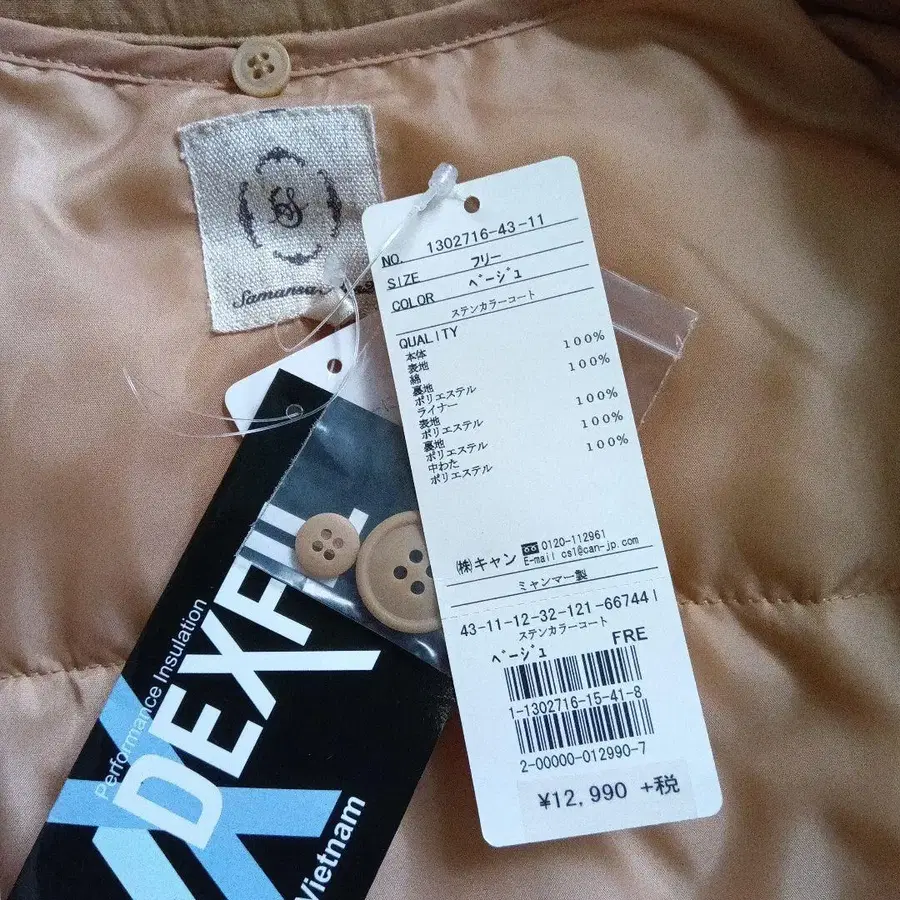 Samansa
NO. 1302716-43-11
SIZE フリー
COLOR ベージュ
ステンカラーコート
QUALITY
本体
表地 100%
綿
裏地 100%
ポリエステル
ライナー
表地 100%
ポリエステル
裏地 100%
ポリエステル
中わた 100%
ポリエステル
㈱キャン 0120-112961
E-mail cs1@can-jp.com
ミャンマー製
43-11-12-32-121-66744
ステンカラーコート
ベージュ FRE
1-1302716-15-41-8
2-00000-012990-7
¥12,990 +税
Performance Insulation
DEXFIL
Vietnam